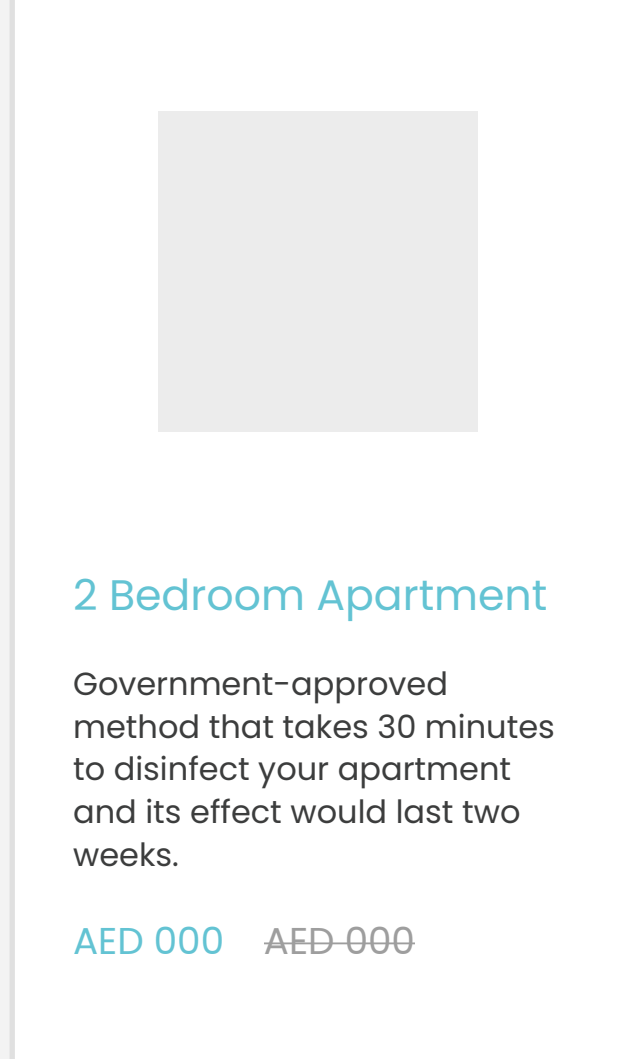 2 Bedroom Apartment
Government-approved
method that takes 30 minutes
to disinfect your apartment
and its effect would last two
weeks.
AED 000 AED 000